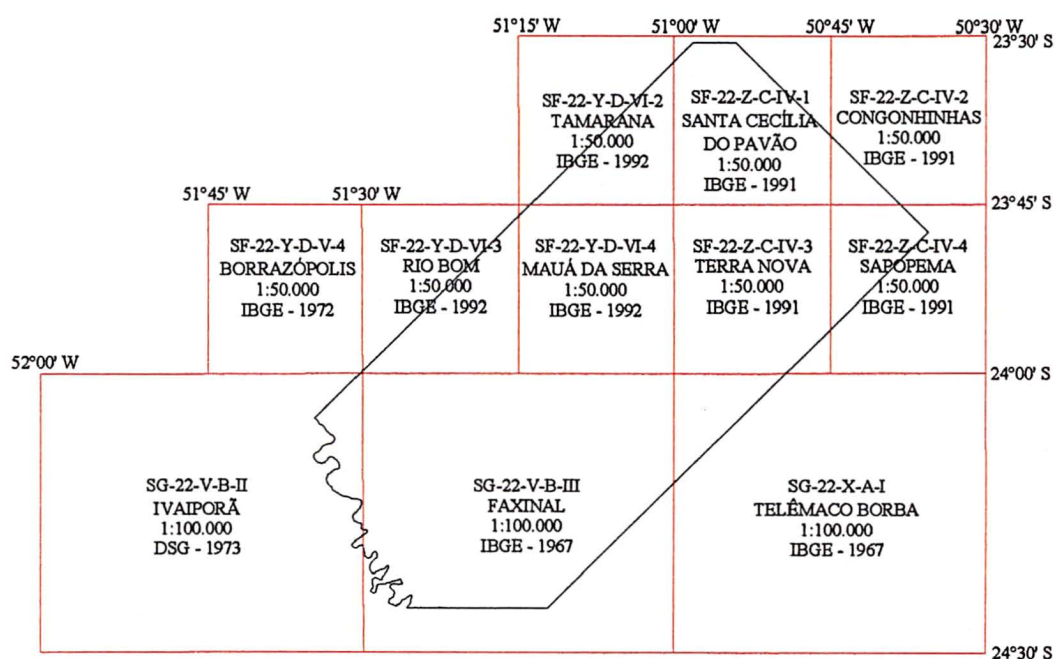 51°15' W
51°00' W
50°45' W
50°30' W
23°30' S
SF-22-Y-D-VI-2
TAMARANA
1:50.000
IBGE - 1992
SF-22-Z-C-IV-1
SANTA CECÍLIA
DO PAVÃO
1:50.000
IBGE - 1991
SF-22-Z-C-IV-2
CONGONHINHAS
1:50.000
IBGE - 1991
51°45' W
51°30' W
23°45' S
SF-22-Y-D-V-4
BORRAZÓPOLIS
1:50.000
IBGE - 1972
SF-22-Y-D-VI-3
RIO BOM
1:50.000
IBGE - 1992
SF-22-Y-D-VI-4
MAUÁ DA SERRA
1:50.000
IBGE - 1992
SF-22-Z-C-IV-3
TERRA NOVA
1:50.000
IBGE - 1991
SF-22-Z-C-IV-4
SAPOPEMA
1:50.000
IBGE - 1991
52°00' W
24°00' S
SG-22-V-B-II
IVAIPORÃ
1:100.000
DSG - 1973
SG-22-V-B-III
FAXINAL
1:100.000
IBGE - 1967
SG-22-X-A-I
TELÊMACO BORBA
1:100.000
IBGE - 1967
24°30' S